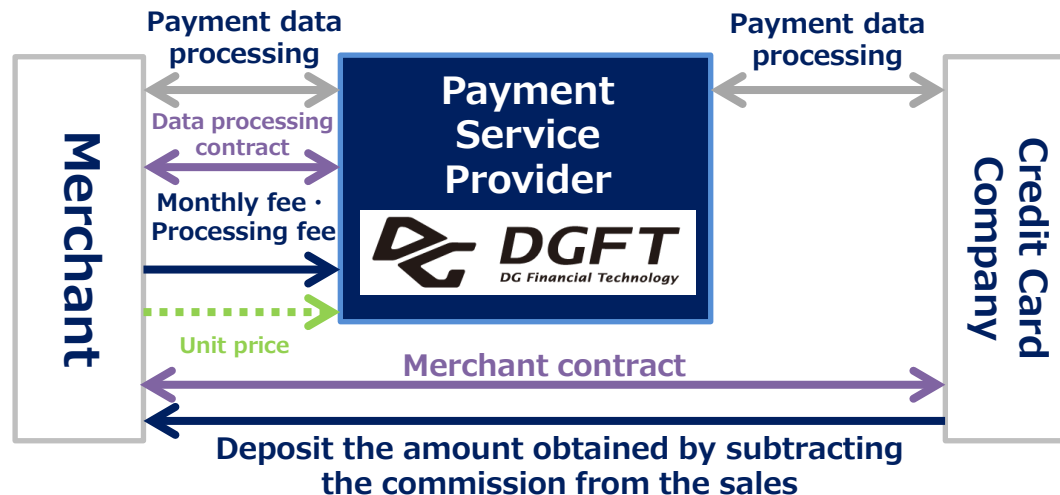 Payment data
processing
Payment data
processing
Merchant
Data processing
contract
Monthly fee・
Processing fee
Unit price
Payment
Service
Provider
DG DGFT
DG Financial Technology
Credit Card
Company
Merchant contract
Deposit the amount obtained by subtracting
the commission from the sales